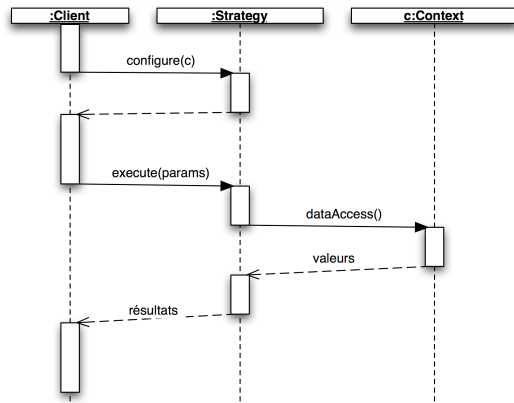 :Client
:Strategy
c:Context
configure(c)
execute(params)
dataAccess()
valeurs
résultats